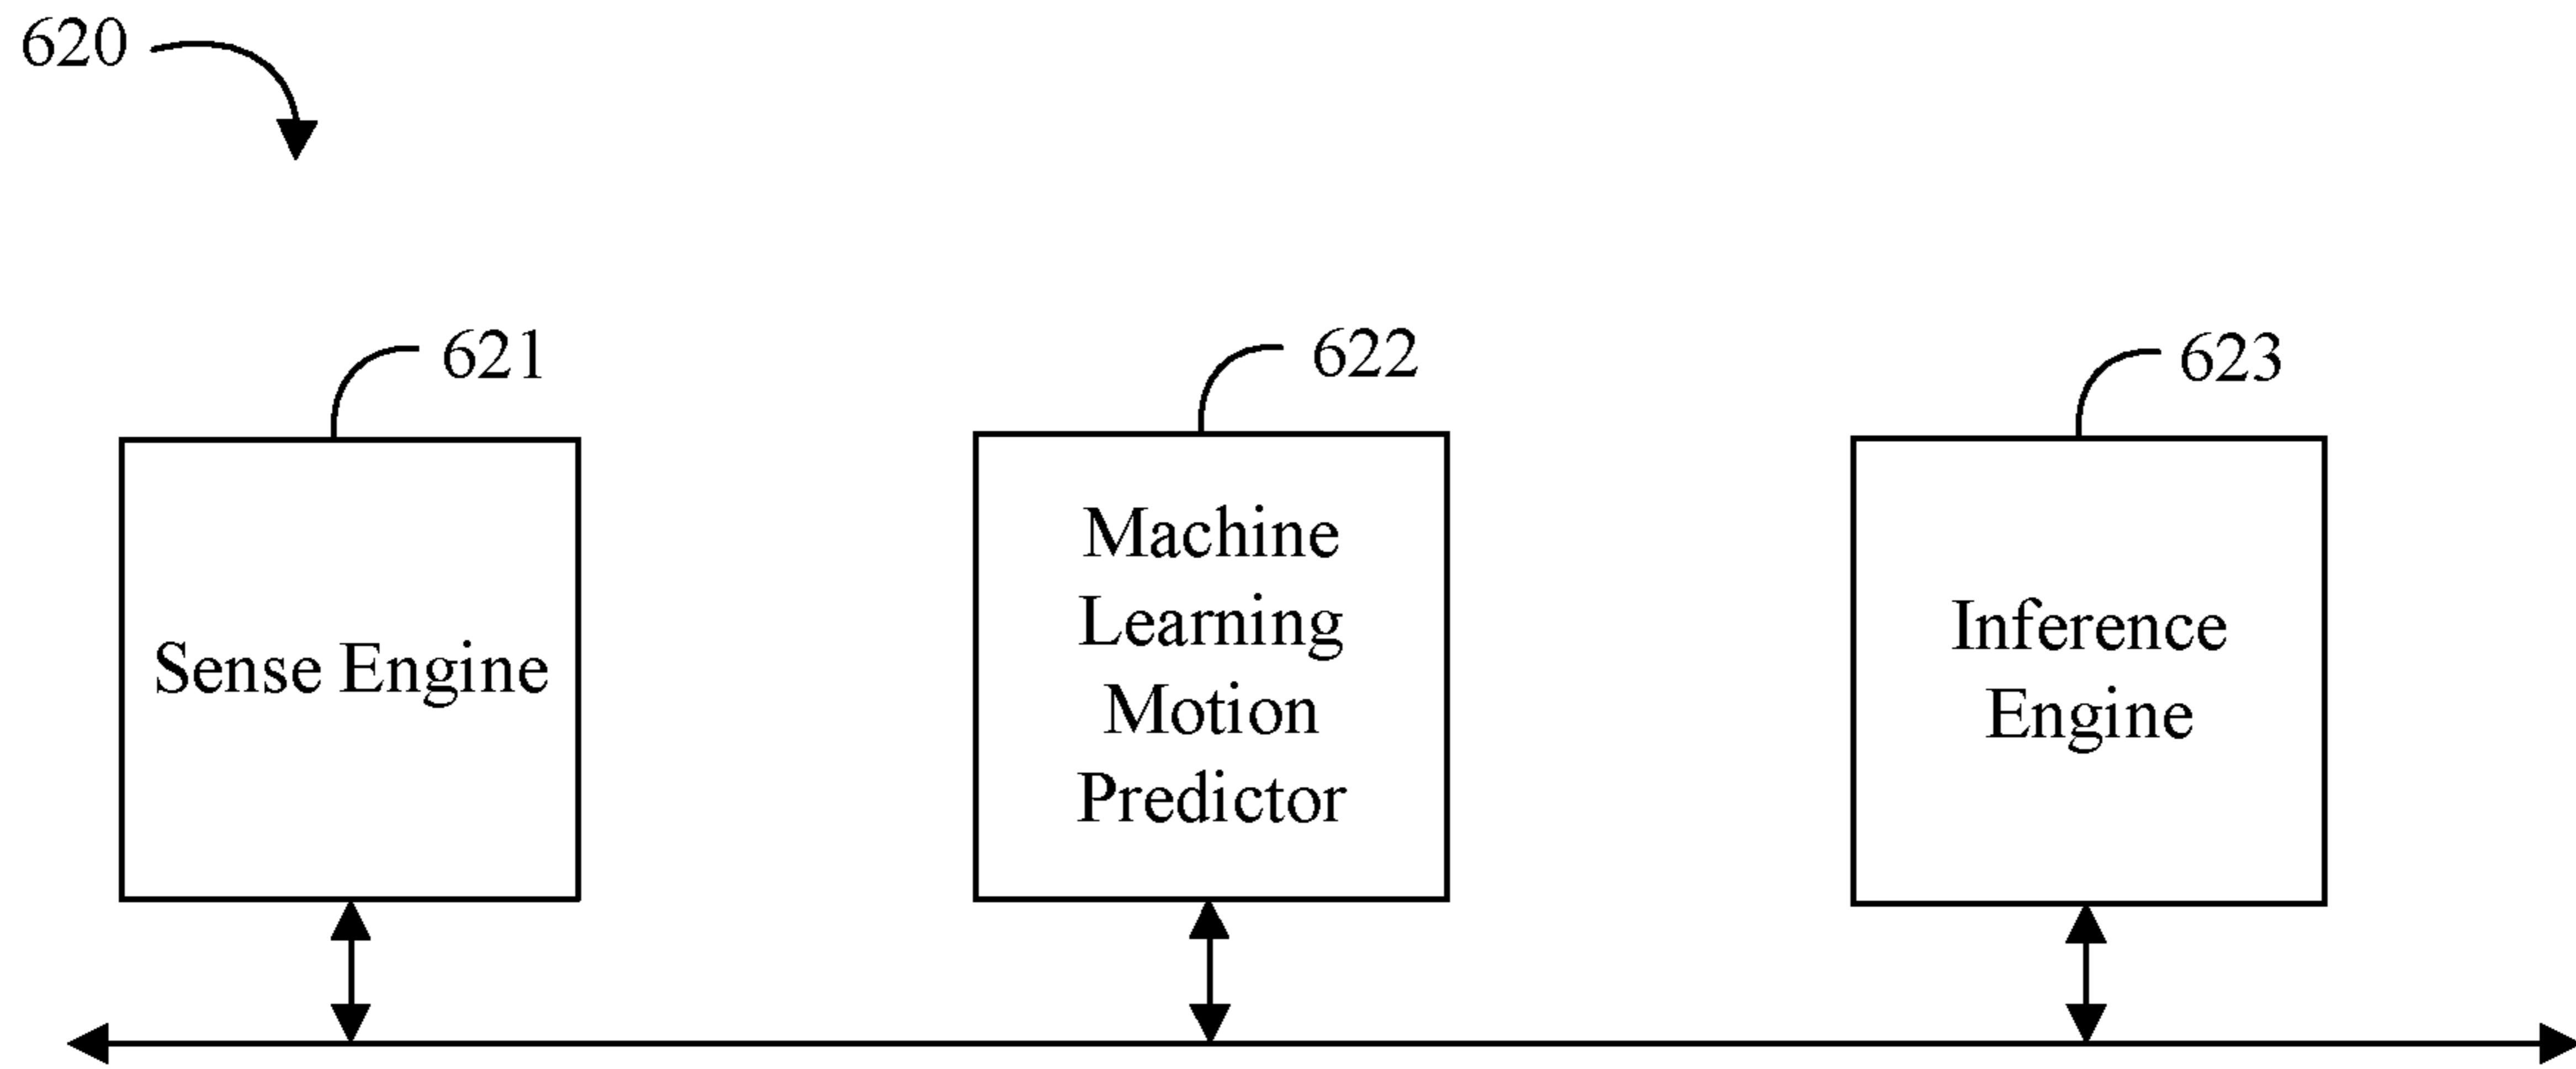 620
621
622
623
Sense Engine
Machine
Learning
Motion
Predictor
Inference
Engine